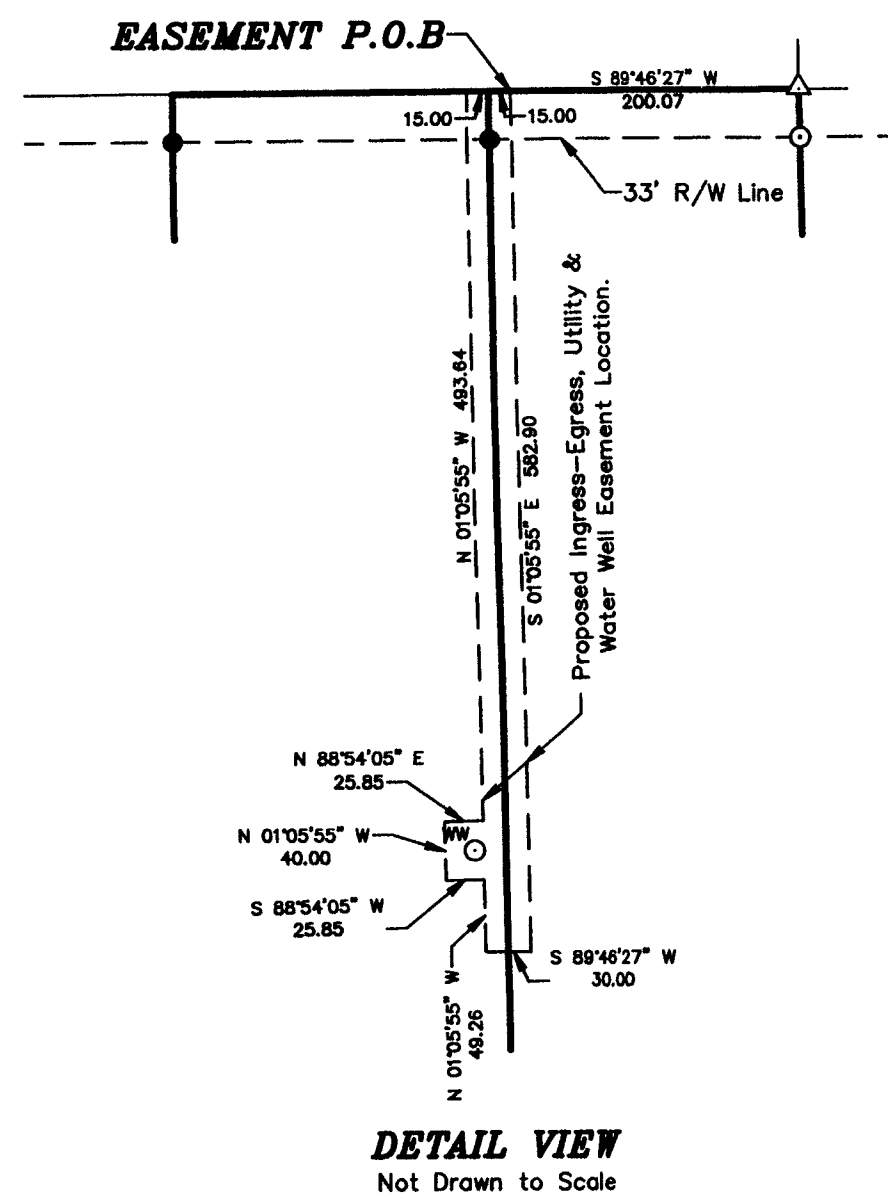 EASEMENT P.O.B
S 89°46'27" W
200.07
15.00
15.00
33' R/W Line
N 01°05'55" W 493.64
S 01°05'55" E 582.90
Proposed Ingress-Egress, Utility &
Water Well Easement Location.
N 88°54'05" E
25.85
WW
N 01°05'55" W
40.00
S 88°54'05" W
25.85
N 01°05'55" W
49.26
S 89°46'27" W
30.00
DETAIL VIEW
Not Drawn to Scale